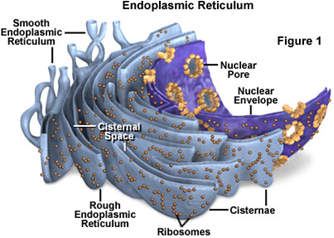 Endoplasmic Reticulum
Smooth
Endoplasmic
Reticulum
Figure 1
Nuclear
Pore
Nuclear
Envelope
Cisternal
Space
Rough
Endoplasmic
Reticulum
Ribosomes
Cisternae